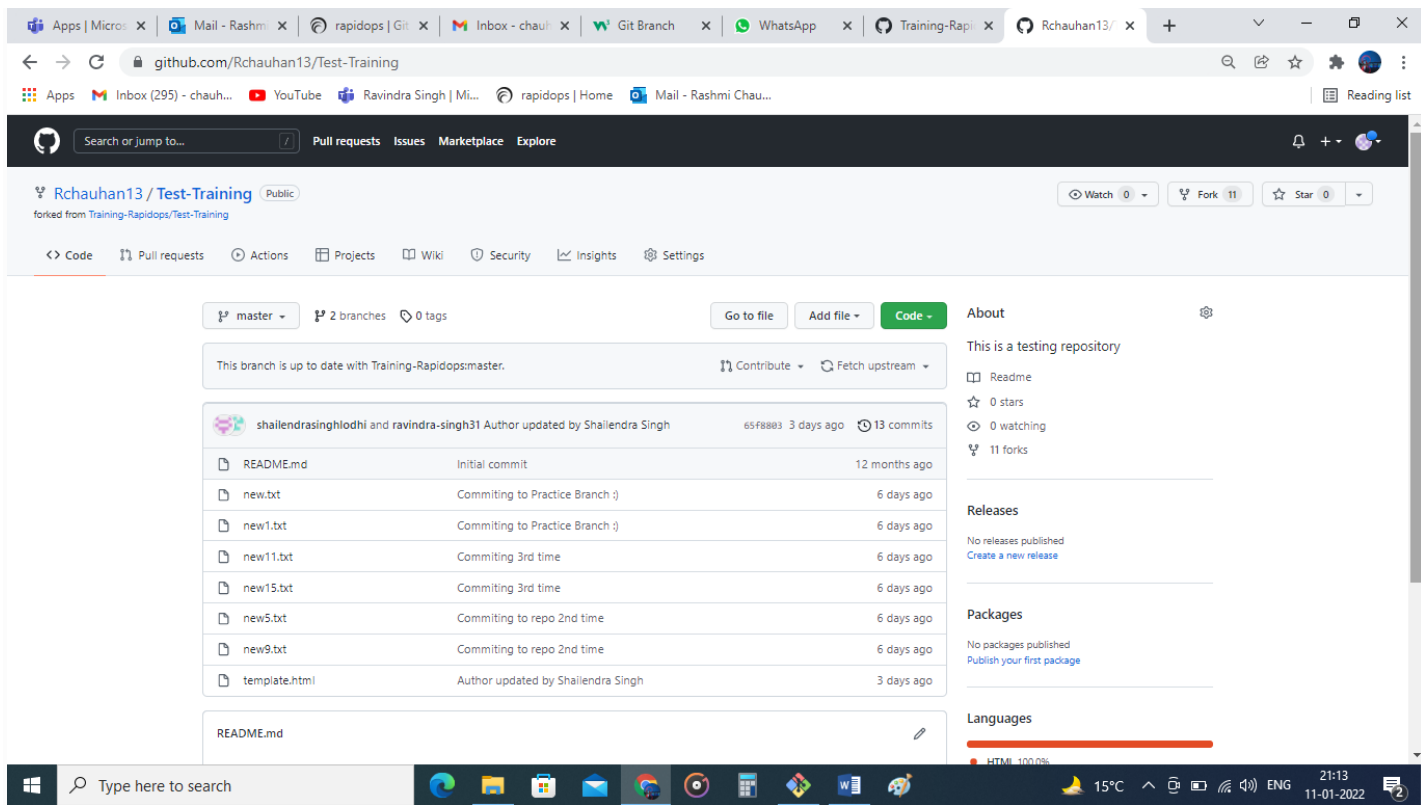 Apps | Micros
Mail - Rashm
rapidops | Git
Inbox - chauh
Git Branch
WhatsApp
Training-Rapid
Rchauhan13/T
github.com/Rchauhan13/Test-Training
Apps
Inbox (295) - chauh...
YouTube
Ravindra Singh | Mi...
rapidops | Home
Mail - Rashmi Chau...
Reading list
Search or jump to...
/
Pull requests Issues Marketplace Explore
Rchauhan13 / Test-Training Public
Watch 0
Fork 11
Star 0
forked from Training-Rapidops/Test-Training
<> Code Pull requests Actions Projects Wiki Security Insights Settings
master 2 branches 0 tags
Go to file Add file Code
This branch is up to date with Training-Rapidops:master.
Contribute Fetch upstream
shailendrasinghlodhi and ravindra-singh31 Author updated by Shailendra Singh 65f8803 3 days ago 13 commits
README.md Initial commit 12 months ago
new.txt Commiting to Practice Branch :) 6 days ago
new1.txt Commiting to Practice Branch :) 6 days ago
new11.txt Commiting 3rd time 6 days ago
new15.txt Commiting 3rd time 6 days ago
new5.txt Commiting to repo 2nd time 6 days ago
new9.txt Commiting to repo 2nd time 6 days ago
template.html Author updated by Shailendra Singh 3 days ago
README.md
About
This is a testing repository
Readme
0 stars
0 watching
11 forks
Releases
No releases published
Create a new release
Packages
No packages published
Publish your first package
Languages
HTML 100.0%
Type here to search
15°C
ENG
21:13
11-01-2022
2